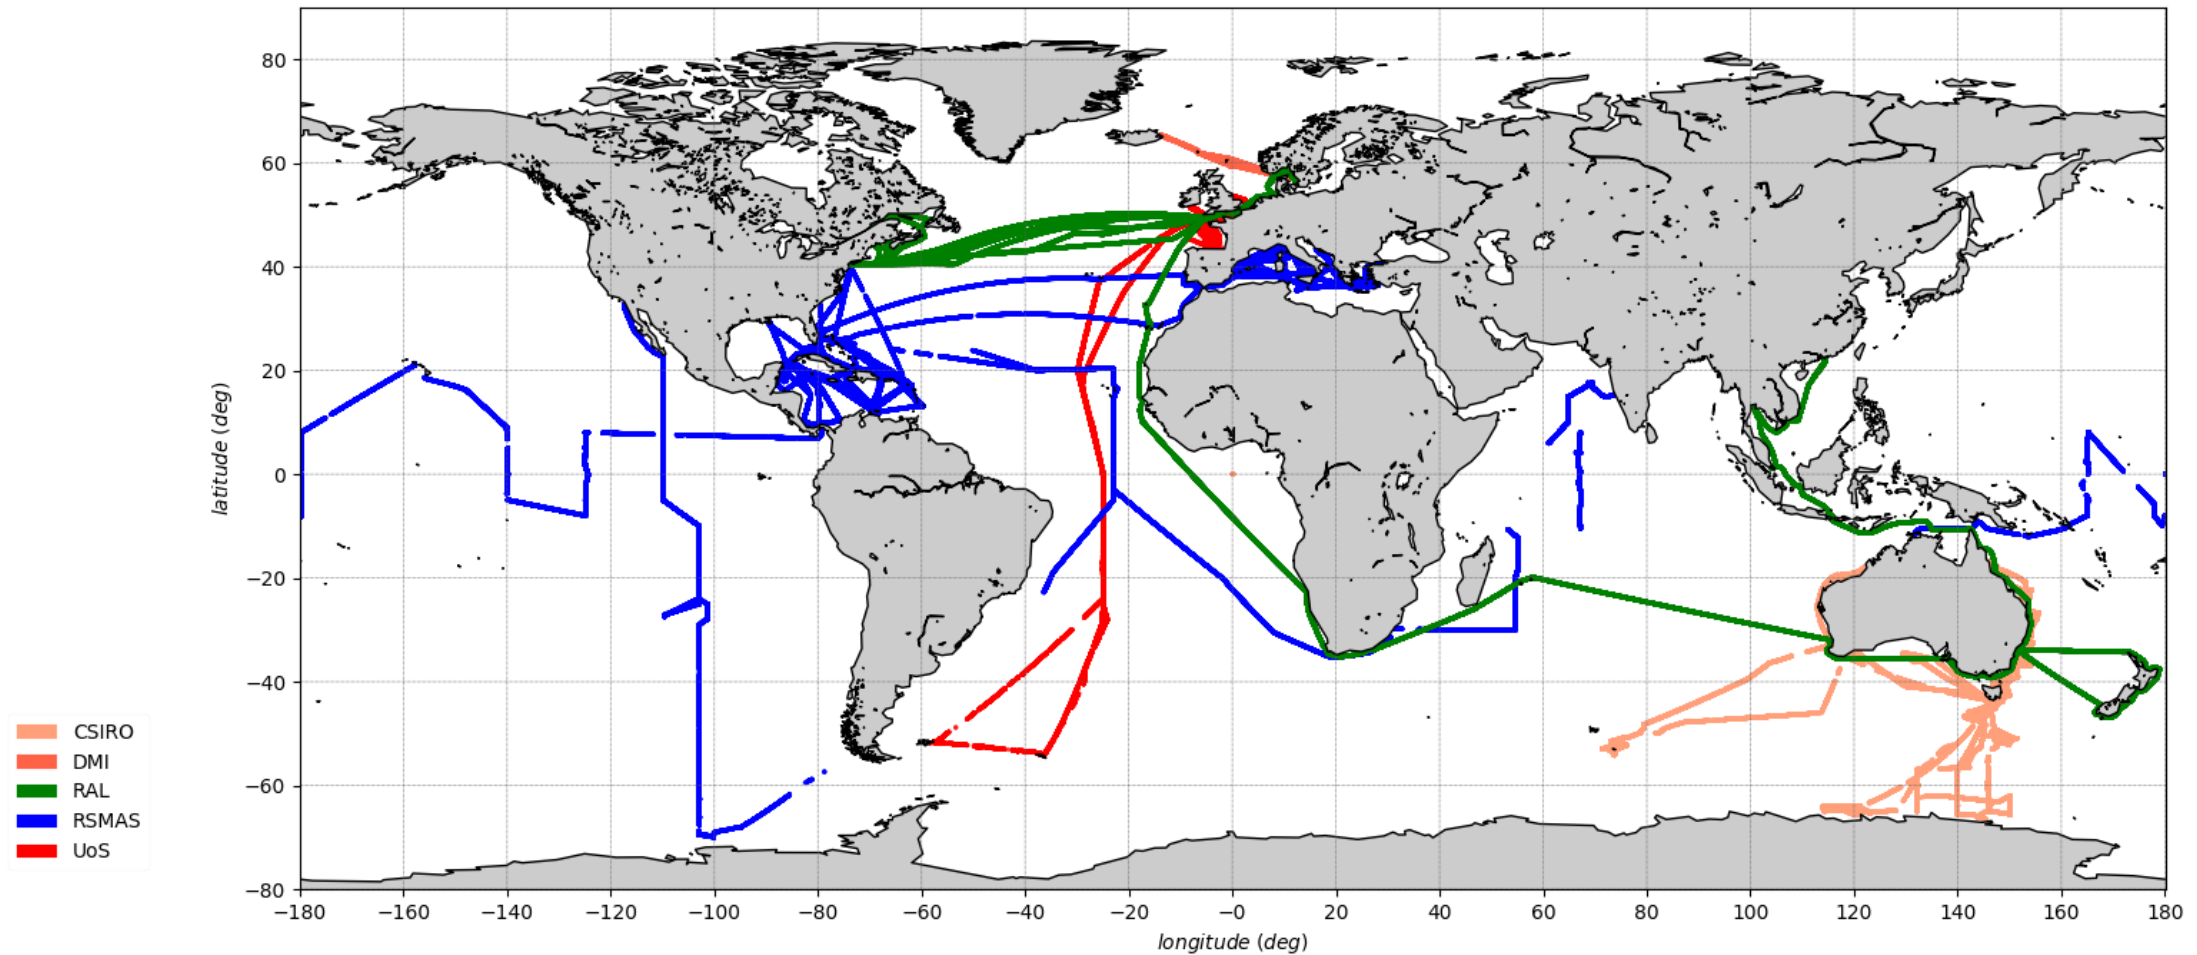 80
60
40
20
0
−20
−40
−60
−80
latitude (deg)
−180 −160 −140 −120 −100 −80 −60 −40 −20 −0 20 40 60 80 100 120 140 160 180
longitude (deg)
CSIRO
DMI
RAL
RSMAS
UoS